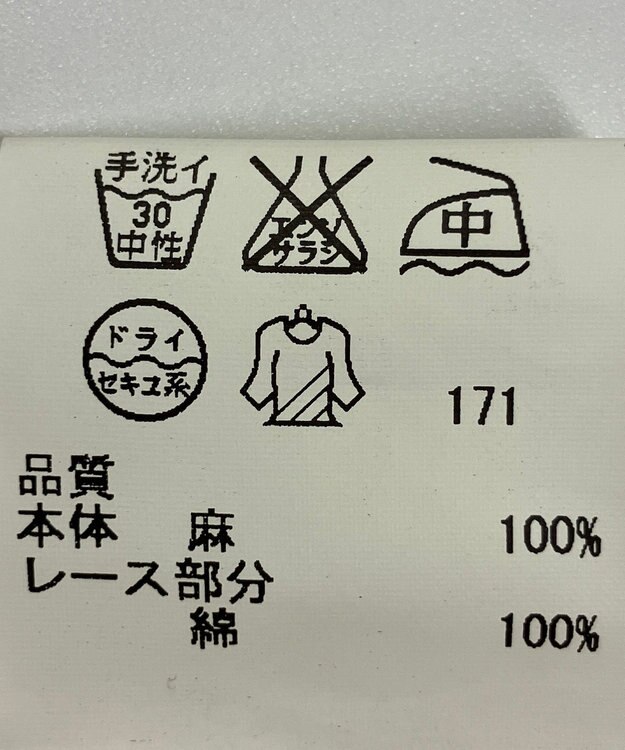 手洗イ
30
中性
エンソ
サラシ
中
ドライ
セキユ系
171
品質
本体 麻 100%
レース部分
綿 100%